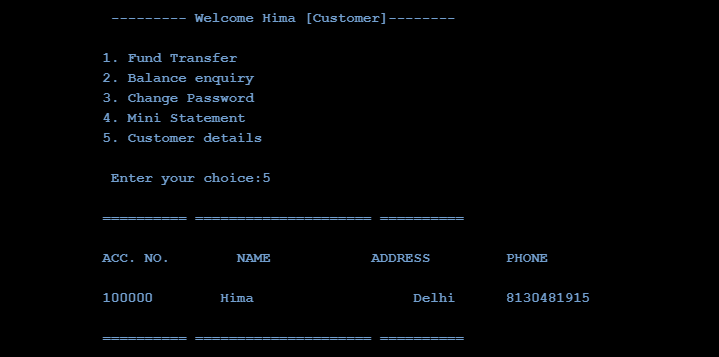 --------- Welcome Hima [Customer]--------
1. Fund Transfer
2. Balance enquiry
3. Change Password
4. Mini Statement
5. Customer details
Enter your choice:5
========== ===================== ==========
ACC. NO. NAME ADDRESS PHONE
100000 Hima Delhi 8130481915
========== ===================== ==========